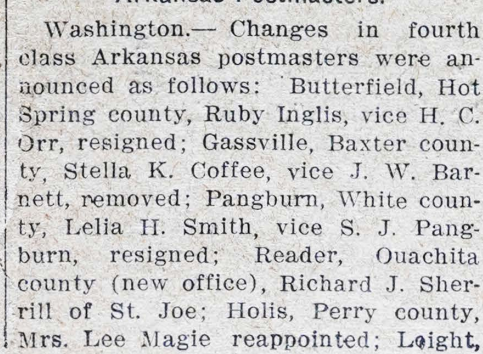 Arkansas Postmasters.
Washington.— Changes in fourth
class Arkansas postmasters were an-
nounced as follows: Butterfield, Hot
Spring county, Ruby Inglis, vice H. C.
Orr, resigned; Gassville, Baxter coun-
ty, Stella K. Coffee, vice J. W. Bar-
nett, removed; Pangburn, White coun-
ty, Lelia H. Smith, vice S. J. Pang-
burn, resigned; Reader, Ouachita
county (new office), Richard J. Sher-
rill of St. Joe; Holis, Perry county,
Mrs. Lee Magie reappointed; Loight,